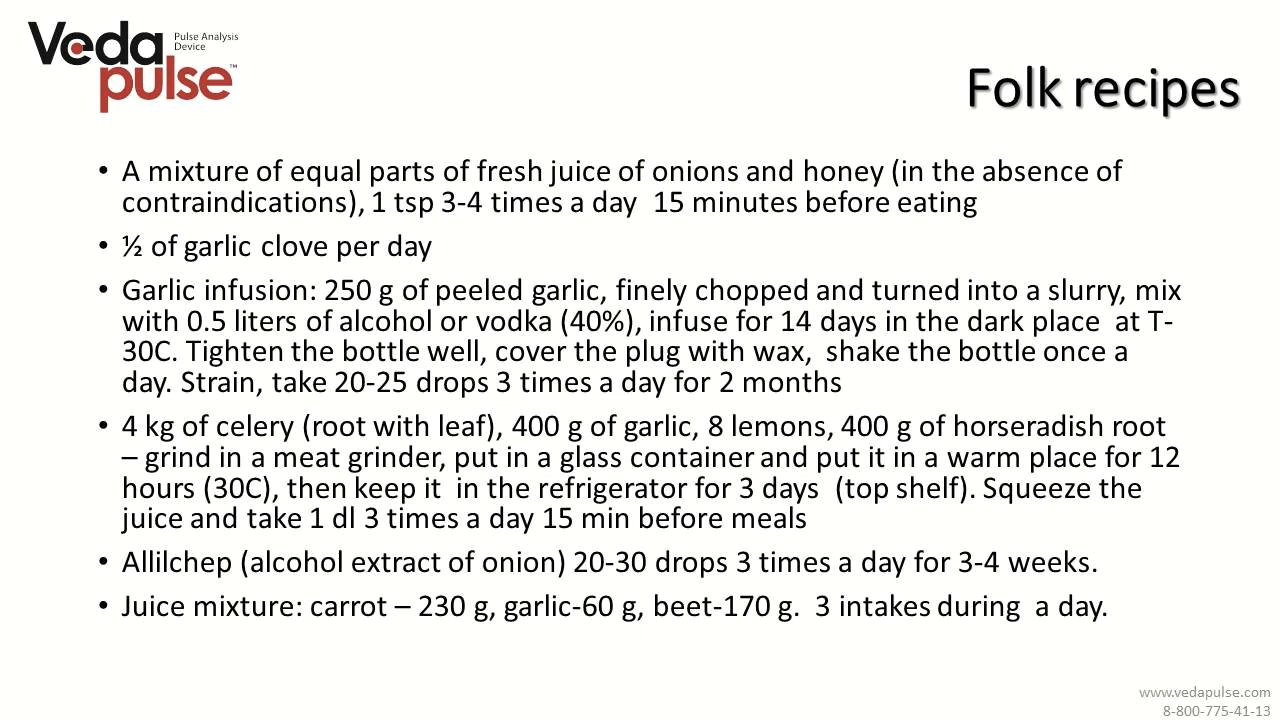 Veda
pulse™
Pulse Analysis
Device
Folk recipes
• A mixture of equal parts of fresh juice of onions and honey (in the absence of
contraindications), 1 tsp 3-4 times a day 15 minutes before eating
• ½ of garlic clove per day
• Garlic infusion: 250 g of peeled garlic, finely chopped and turned into a slurry, mix
with 0.5 liters of alcohol or vodka (40%), infuse for 14 days in the dark place at T-
30C. Tighten the bottle well, cover the plug with wax, shake the bottle once a
day. Strain, take 20-25 drops 3 times a day for 2 months
• 4 kg of celery (root with leaf), 400 g of garlic, 8 lemons, 400 g of horseradish root
– grind in a meat grinder, put in a glass container and put it in a warm place for 12
hours (30C), then keep it in the refrigerator for 3 days (top shelf). Squeeze the
juice and take 1 dl 3 times a day 15 min before meals
• Allilchep (alcohol extract of onion) 20-30 drops 3 times a day for 3-4 weeks.
• Juice mixture: carrot – 230 g, garlic-60 g, beet-170 g. 3 intakes during a day.
www.vedapulse.com
8-800-775-41-13